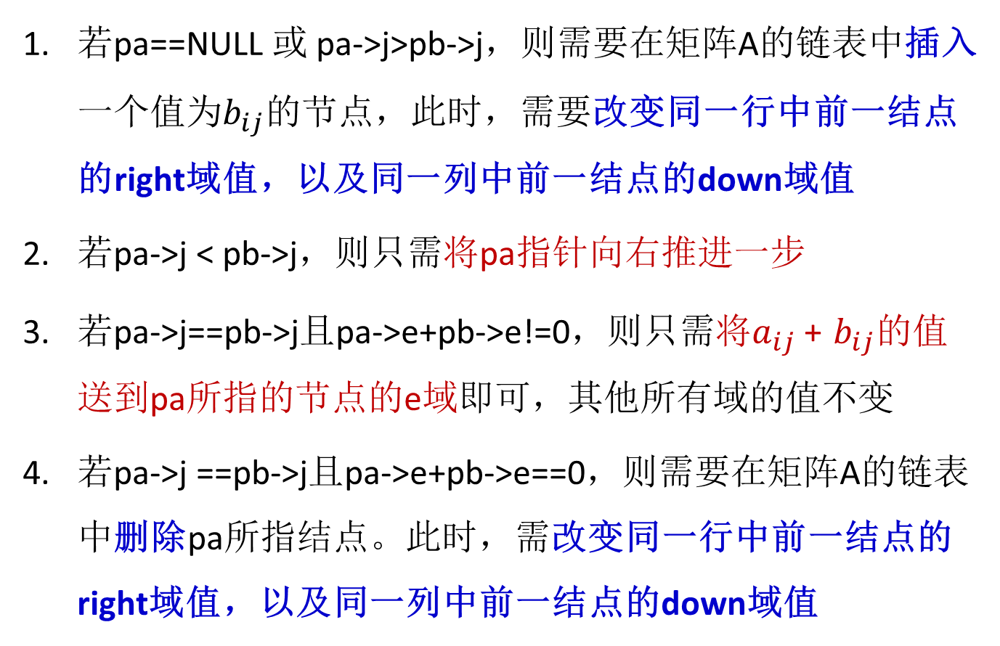 1. 若pa==NULL 或 pa->j>pb->j，则需要在矩阵A的链表中插入
一个值为bij的节点，此时，需要改变同一行中前一结点
的right域值，以及同一列中前一结点的down域值
2. 若pa->j < pb->j，则只需将pa指针向右推进一步
3. 若pa->j==pb->j且pa->e+pb->e!=0，则只需将aij + bij的值
送到pa所指的节点的e域即可，其他所有域的值不变
4. 若pa->j ==pb->j且pa->e+pb->e==0，则需要在矩阵A的链表
中删除pa所指结点。此时，需改变同一行中前一结点的
right域值，以及同一列中前一结点的down域值